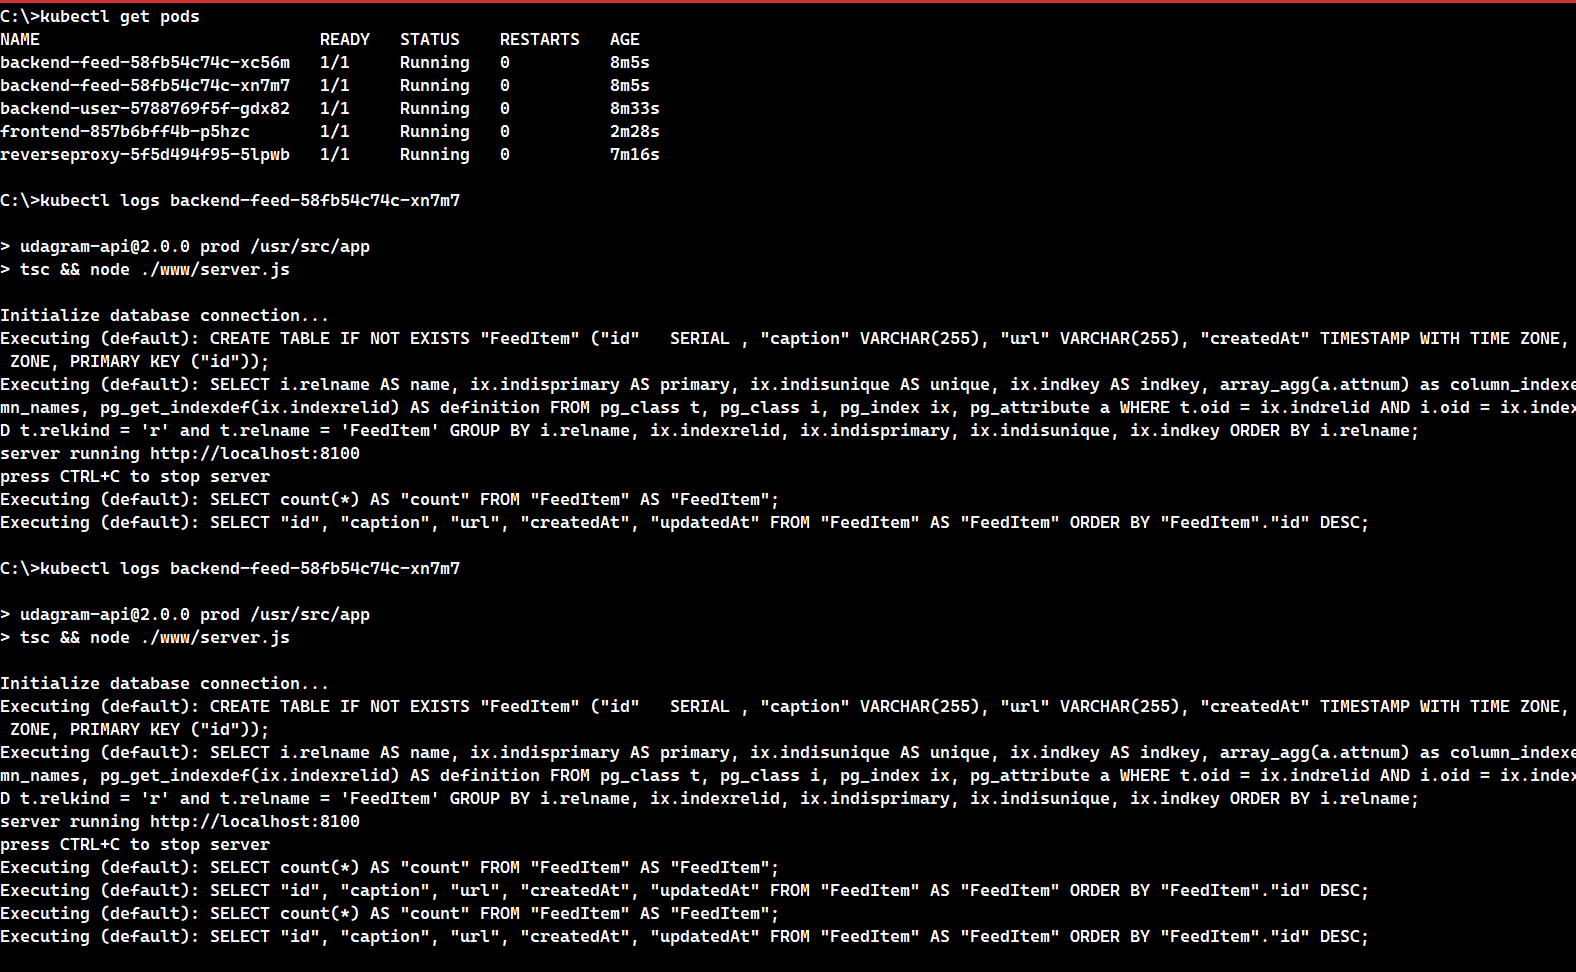 C:\>kubectl get pods
NAME                            READY   STATUS    RESTARTS   AGE
backend-feed-58fb54c74c-xc56m   1/1     Running   0          8m5s
backend-feed-58fb54c74c-xn7m7   1/1     Running   0          8m5s
backend-user-5788769f5f-gdx82   1/1     Running   0          8m33s
frontend-857b6bff4b-p5hzc       1/1     Running   0          2m28s
reverseproxy-5f5d494f95-5lpwb   1/1     Running   0          7m16s
C:\>kubectl logs backend-feed-58fb54c74c-xn7m7
> udagram-api@2.0.0 prod /usr/src/app
> tsc && node ./www/server.js
Initialize database connection...
Executing (default): CREATE TABLE IF NOT EXISTS "FeedItem" ("id"   SERIAL , "caption" VARCHAR(255), "url" VARCHAR(255), "createdAt" TIMESTAMP WITH TIME ZONE,
 ZONE, PRIMARY KEY ("id"));
Executing (default): SELECT i.relname AS name, ix.indisprimary AS primary, ix.indisunique AS unique, ix.indkey AS indkey, array_agg(a.attnum) as column_indexe
mn_names, pg_get_indexdef(ix.indexrelid) AS definition FROM pg_class t, pg_class i, pg_index ix, pg_attribute a WHERE t.oid = ix.indrelid AND i.oid = ix.index
D t.relkind = 'r' and t.relname = 'FeedItem' GROUP BY i.relname, ix.indexrelid, ix.indisprimary, ix.indisunique, ix.indkey ORDER BY i.relname;
server running http://localhost:8100
press CTRL+C to stop server
Executing (default): SELECT count(*) AS "count" FROM "FeedItem" AS "FeedItem";
Executing (default): SELECT "id", "caption", "url", "createdAt", "updatedAt" FROM "FeedItem" AS "FeedItem" ORDER BY "FeedItem"."id" DESC;
C:\>kubectl logs backend-feed-58fb54c74c-xn7m7
> udagram-api@2.0.0 prod /usr/src/app
> tsc && node ./www/server.js
Initialize database connection...
Executing (default): CREATE TABLE IF NOT EXISTS "FeedItem" ("id"   SERIAL , "caption" VARCHAR(255), "url" VARCHAR(255), "createdAt" TIMESTAMP WITH TIME ZONE,
 ZONE, PRIMARY KEY ("id"));
Executing (default): SELECT i.relname AS name, ix.indisprimary AS primary, ix.indisunique AS unique, ix.indkey AS indkey, array_agg(a.attnum) as column_indexe
mn_names, pg_get_indexdef(ix.indexrelid) AS definition FROM pg_class t, pg_class i, pg_index ix, pg_attribute a WHERE t.oid = ix.indrelid AND i.oid = ix.index
D t.relkind = 'r' and t.relname = 'FeedItem' GROUP BY i.relname, ix.indexrelid, ix.indisprimary, ix.indisunique, ix.indkey ORDER BY i.relname;
server running http://localhost:8100
press CTRL+C to stop server
Executing (default): SELECT count(*) AS "count" FROM "FeedItem" AS "FeedItem";
Executing (default): SELECT "id", "caption", "url", "createdAt", "updatedAt" FROM "FeedItem" AS "FeedItem" ORDER BY "FeedItem"."id" DESC;
Executing (default): SELECT count(*) AS "count" FROM "FeedItem" AS "FeedItem";
Executing (default): SELECT "id", "caption", "url", "createdAt", "updatedAt" FROM "FeedItem" AS "FeedItem" ORDER BY "FeedItem"."id" DESC;